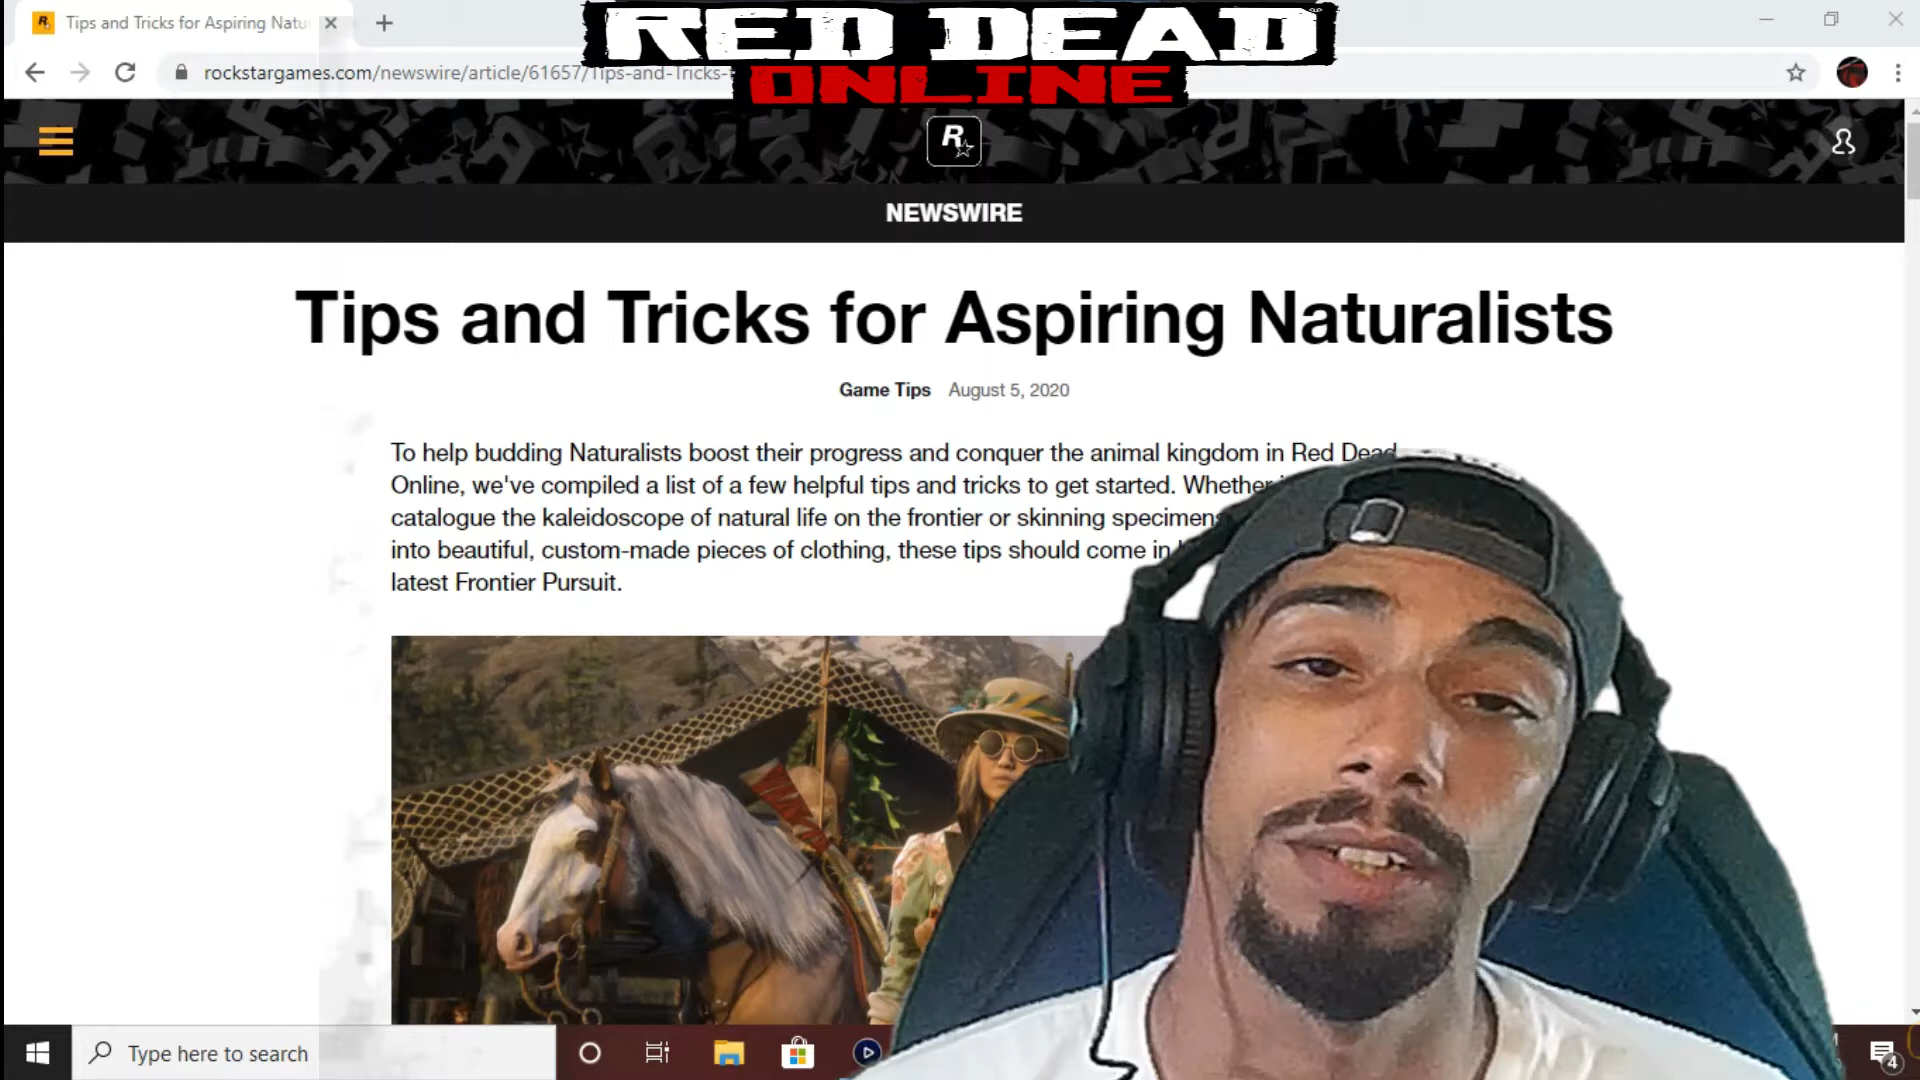 Tips and Tricks for Aspiring Natu
RED DEAD
ONLINE
rockstargames.com/newswire/article/61657/Tips-and-Tricks-
R
NEWSWIRE
Tips and Tricks for Aspiring Naturalists
Game Tips August 5, 2020
To help budding Naturalists boost their progress and conquer the animal kingdom in Red Dead
Online, we've compiled a list of a few helpful tips and tricks to get started. Whether
catalogue the kaleidoscope of natural life on the frontier or skinning specimens
into beautiful, custom-made pieces of clothing, these tips should come in
latest Frontier Pursuit.
Type here to search
4